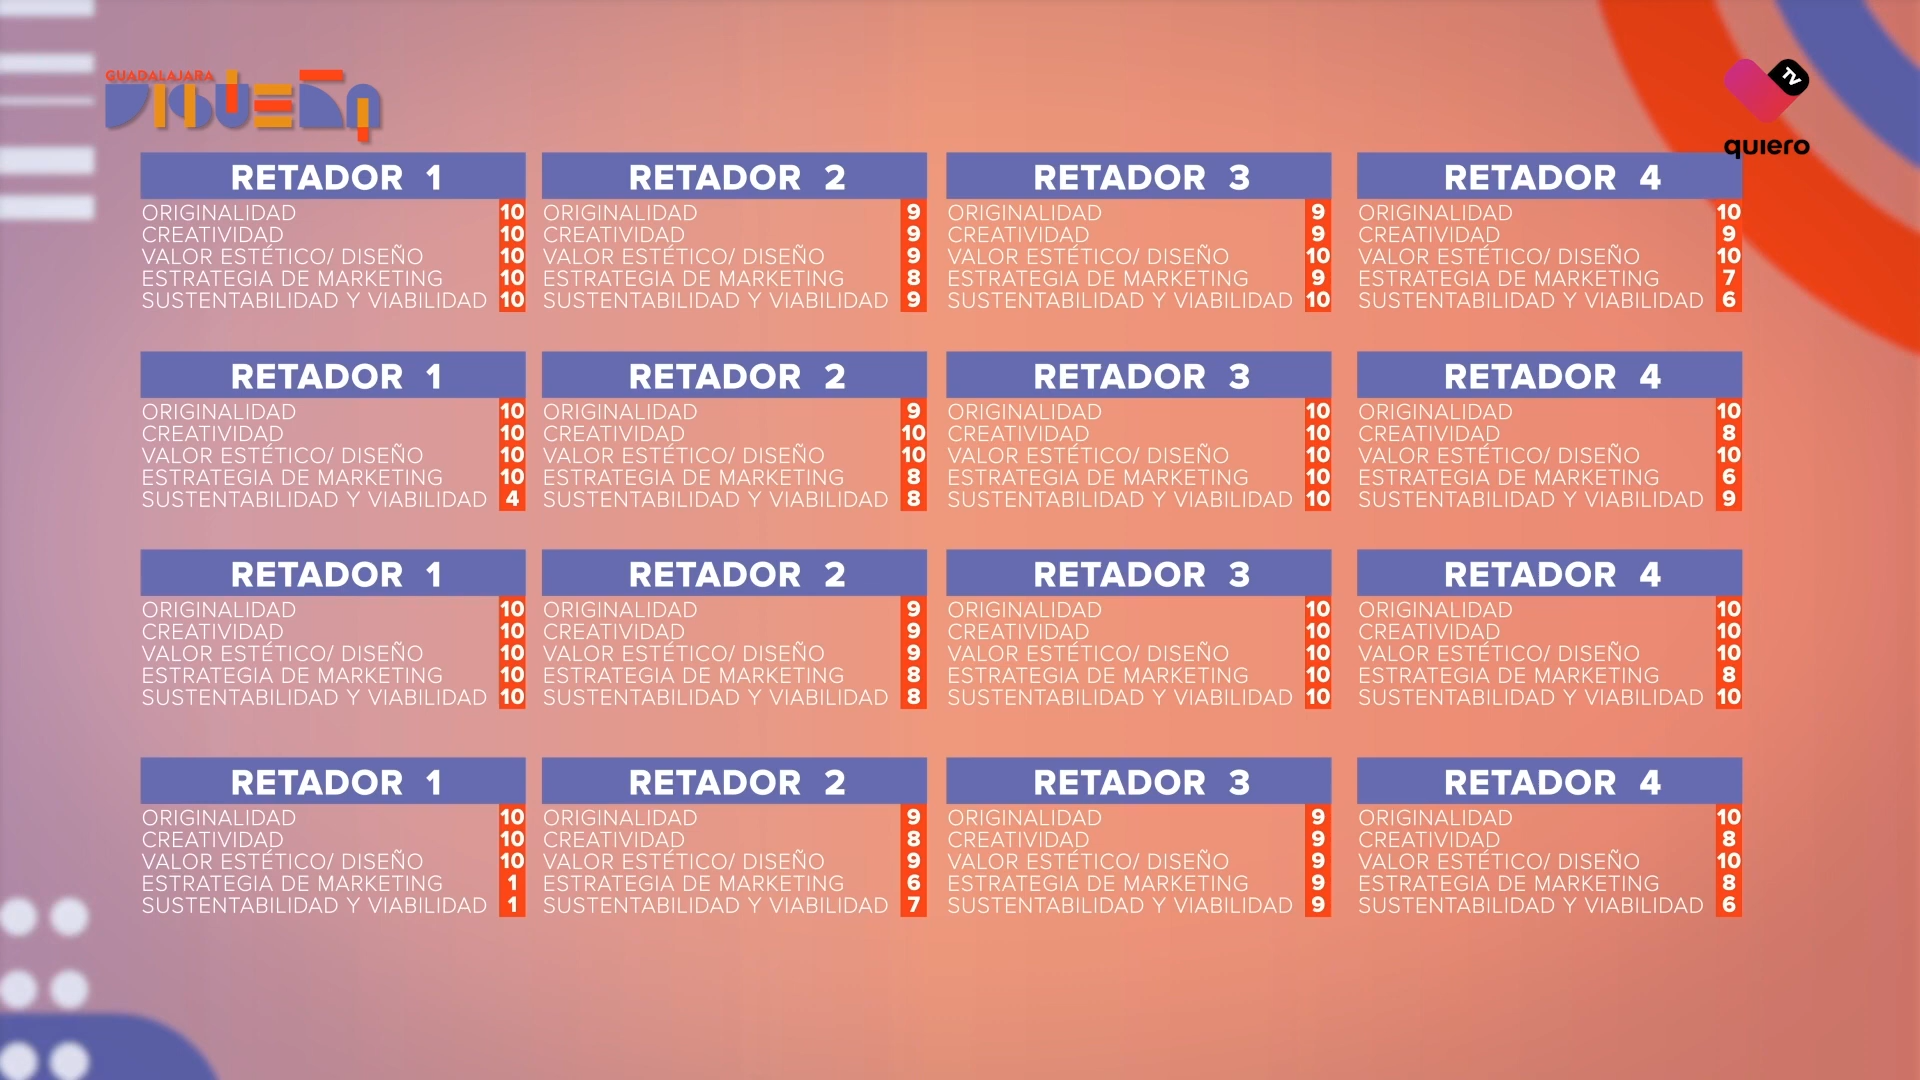 GUADALAJARA
DISEÑA
TV
quiero
RETADOR 1
ORIGINALIDAD 10
CREATIVIDAD 10
VALOR ESTÉTICO/ DISEÑO 10
ESTRATEGIA DE MARKETING 10
SUSTENTABILIDAD Y VIABILIDAD 10
RETADOR 2
ORIGINALIDAD 9
CREATIVIDAD 9
VALOR ESTÉTICO/ DISEÑO 9
ESTRATEGIA DE MARKETING 8
SUSTENTABILIDAD Y VIABILIDAD 9
RETADOR 3
ORIGINALIDAD 9
CREATIVIDAD 9
VALOR ESTÉTICO/ DISEÑO 10
ESTRATEGIA DE MARKETING 9
SUSTENTABILIDAD Y VIABILIDAD 10
RETADOR 4
ORIGINALIDAD 10
CREATIVIDAD 9
VALOR ESTÉTICO/ DISEÑO 10
ESTRATEGIA DE MARKETING 7
SUSTENTABILIDAD Y VIABILIDAD 6
RETADOR 1
ORIGINALIDAD 10
CREATIVIDAD 10
VALOR ESTÉTICO/ DISEÑO 10
ESTRATEGIA DE MARKETING 10
SUSTENTABILIDAD Y VIABILIDAD 4
RETADOR 2
ORIGINALIDAD 9
CREATIVIDAD 10
VALOR ESTÉTICO/ DISEÑO 10
ESTRATEGIA DE MARKETING 8
SUSTENTABILIDAD Y VIABILIDAD 8
RETADOR 3
ORIGINALIDAD 10
CREATIVIDAD 10
VALOR ESTÉTICO/ DISEÑO 10
ESTRATEGIA DE MARKETING 10
SUSTENTABILIDAD Y VIABILIDAD 10
RETADOR 4
ORIGINALIDAD 10
CREATIVIDAD 8
VALOR ESTÉTICO/ DISEÑO 10
ESTRATEGIA DE MARKETING 6
SUSTENTABILIDAD Y VIABILIDAD 9
RETADOR 1
ORIGINALIDAD 10
CREATIVIDAD 10
VALOR ESTÉTICO/ DISEÑO 10
ESTRATEGIA DE MARKETING 10
SUSTENTABILIDAD Y VIABILIDAD 10
RETADOR 2
ORIGINALIDAD 9
CREATIVIDAD 9
VALOR ESTÉTICO/ DISEÑO 9
ESTRATEGIA DE MARKETING 8
SUSTENTABILIDAD Y VIABILIDAD 8
RETADOR 3
ORIGINALIDAD 10
CREATIVIDAD 10
VALOR ESTÉTICO/ DISEÑO 10
ESTRATEGIA DE MARKETING 10
SUSTENTABILIDAD Y VIABILIDAD 10
RETADOR 4
ORIGINALIDAD 10
CREATIVIDAD 10
VALOR ESTÉTICO/ DISEÑO 10
ESTRATEGIA DE MARKETING 8
SUSTENTABILIDAD Y VIABILIDAD 10
RETADOR 1
ORIGINALIDAD 10
CREATIVIDAD 10
VALOR ESTÉTICO/ DISEÑO 10
ESTRATEGIA DE MARKETING 1
SUSTENTABILIDAD Y VIABILIDAD 1
RETADOR 2
ORIGINALIDAD 9
CREATIVIDAD 8
VALOR ESTÉTICO/ DISEÑO 9
ESTRATEGIA DE MARKETING 6
SUSTENTABILIDAD Y VIABILIDAD 7
RETADOR 3
ORIGINALIDAD 9
CREATIVIDAD 9
VALOR ESTÉTICO/ DISEÑO 9
ESTRATEGIA DE MARKETING 9
SUSTENTABILIDAD Y VIABILIDAD 9
RETADOR 4
ORIGINALIDAD 10
CREATIVIDAD 8
VALOR ESTÉTICO/ DISEÑO 10
ESTRATEGIA DE MARKETING 8
SUSTENTABILIDAD Y VIABILIDAD 6